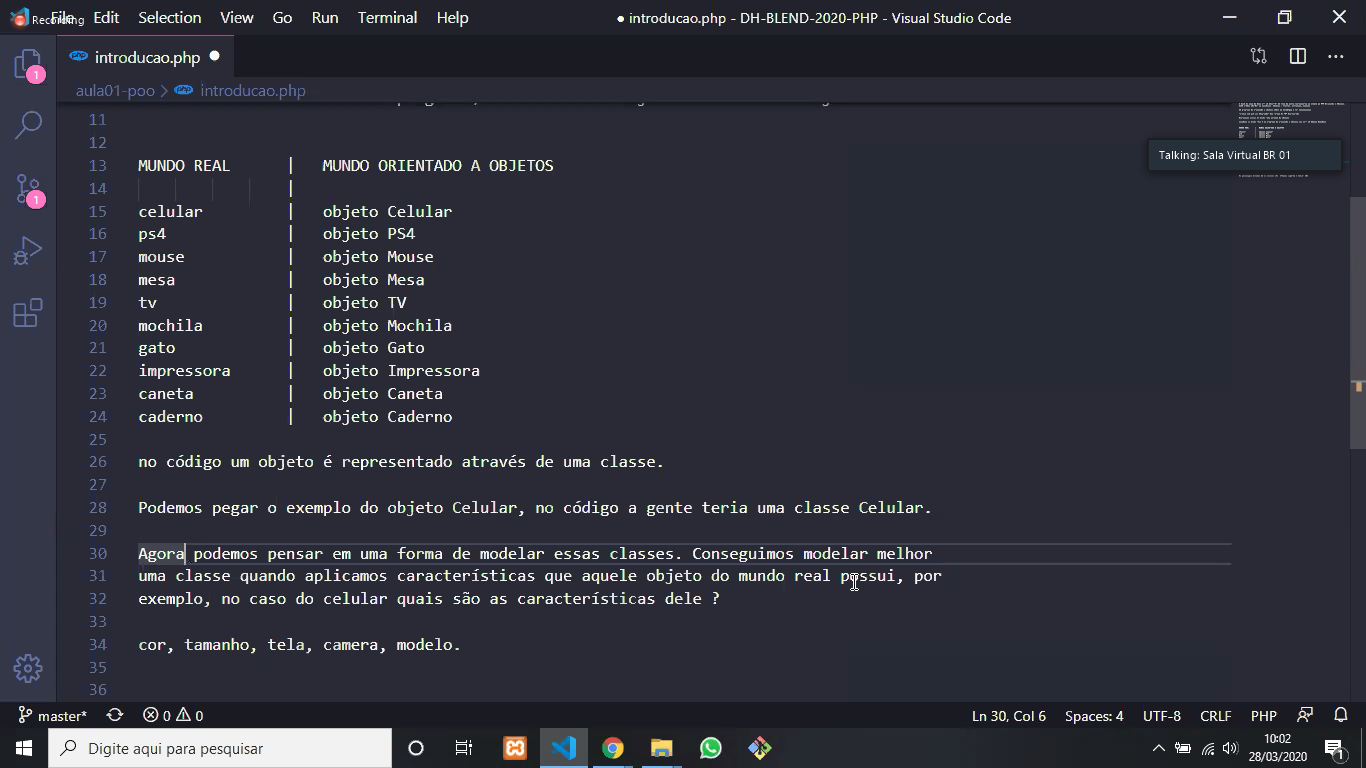 Recording File Edit Selection View Go Run Terminal Help ● introducao.php - DH-BLEND-2020-PHP - Visual Studio Code
php introducao.php ●
aula01-poo > php introducao.php
11
12
13 MUNDO REAL | MUNDO ORIENTADO A OBJETOS
14 |
15 celular | objeto Celular
16 ps4 | objeto PS4
17 mouse | objeto Mouse
18 mesa | objeto Mesa
19 tv | objeto TV
20 mochila | objeto Mochila
21 gato | objeto Gato
22 impressora | objeto Impressora
23 caneta | objeto Caneta
24 caderno | objeto Caderno
25
26 no código um objeto é representado através de uma classe.
27
28 Podemos pegar o exemplo do objeto Celular, no código a gente teria uma classe Celular.
29
30 Agora podemos pensar em uma forma de modelar essas classes. Conseguimos modelar melhor
31 uma classe quando aplicamos características que aquele objeto do mundo real possui, por
32 exemplo, no caso do celular quais são as características dele ?
33
34 cor, tamanho, tela, camera, modelo.
35
36
Talking: Sala Virtual BR 01
1
1
master* 0 0 Ln 30, Col 6 Spaces: 4 UTF-8 CRLF PHP
Digite aqui para pesquisar
10:02
28/03/2020
1